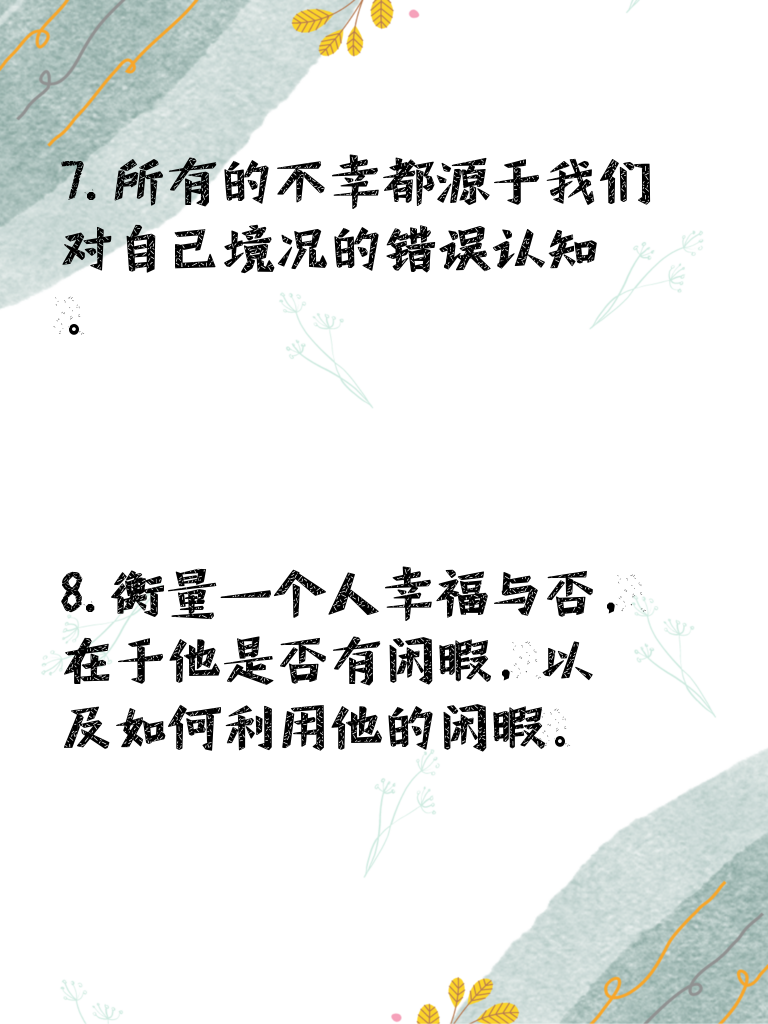 7.所有的不幸都源于我们
对自己境况的错误认知
。
8.衡量一个人幸福与否，
在于他是否有闲暇，以
及如何利用他的闲暇。